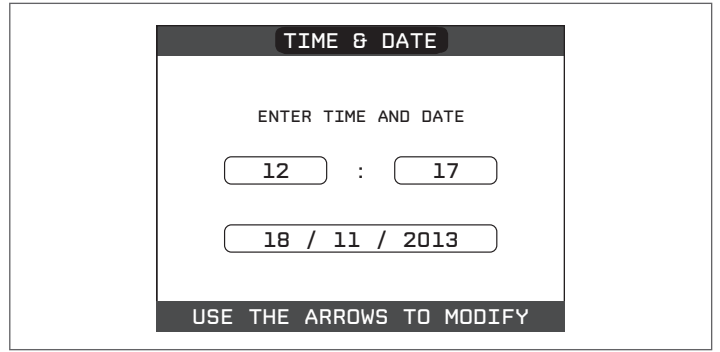 TIME & DATE
ENTER TIME AND DATE
12 : 17
18 / 11 / 2013
USE THE ARROWS TO MODIFY